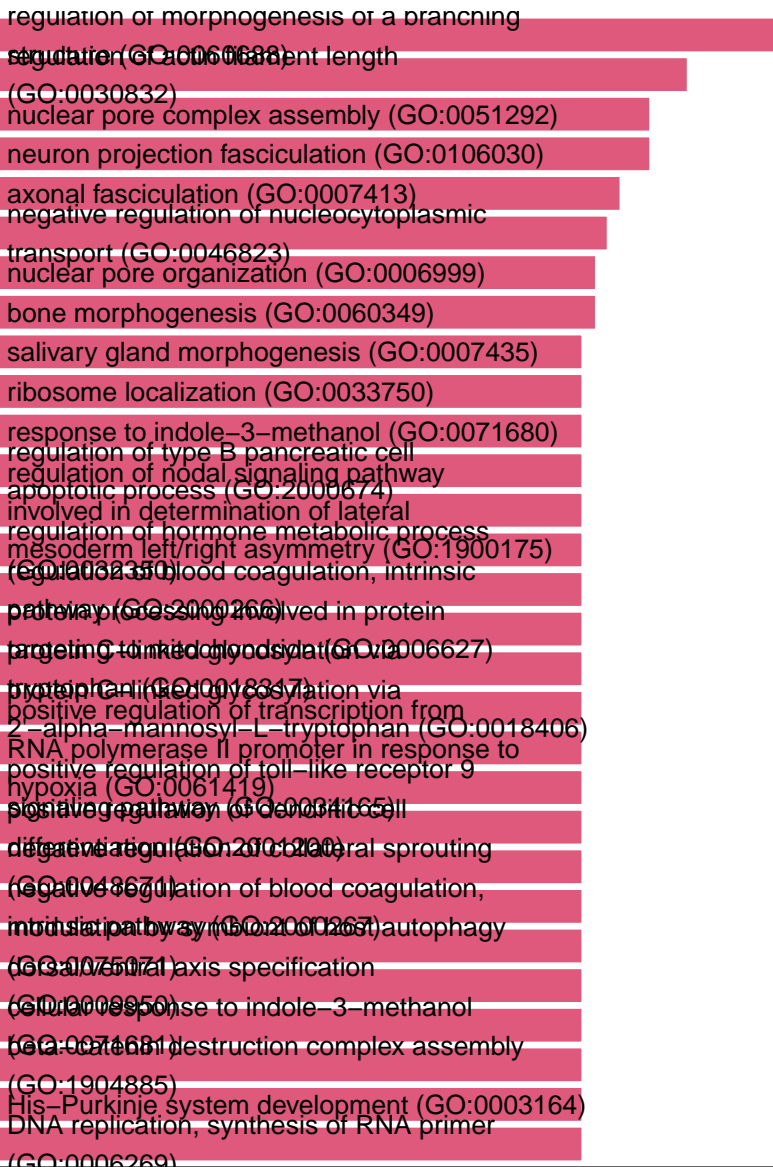 regulation of morphogenesis of a branching
structure (GO:0060688)
regulation of actin filament length
(GO:0030832)
nuclear pore complex assembly (GO:0051292)
neuron projection fasciculation (GO:0106030)
axonal fasciculation (GO:0007413)
negative regulation of nucleocytoplasmic
transport (GO:0046823)
nuclear pore organization (GO:0006999)
bone morphogenesis (GO:0060349)
salivary gland morphogenesis (GO:0007435)
ribosome localization (GO:0033750)
response to indole−3−methanol (GO:0071680)
regulation of type B pancreatic cell
apoptotic process (GO:2000674)
regulation of nodal signaling pathway
involved in determination of lateral
mesoderm left/right asymmetry (GO:1900175)
regulation of hormone metabolic process
(GO:0032350)
regulation of blood coagulation, intrinsic
pathway (GO:2000266)
protein processing involved in protein
targeting to mitochondrion (GO:0006627)
protein C−linked glycosylation via
tryptophan (GO:0018317)
protein C−linked glycosylation via
2'−alpha−mannosyl−L−tryptophan (GO:0018406)
positive regulation of transcription from
RNA polymerase II promoter in response to
hypoxia (GO:0061419)
positive regulation of toll−like receptor 9
signaling pathway (GO:0034165)
positive regulation of dendritic cell
differentiation (GO:2001200)
negative regulation of collateral sprouting
(GO:0048671)
negative regulation of blood coagulation,
intrinsic pathway (GO:2000267)
modulation by symbiont of host autophagy
(GO:0075071)
dorsal/ventral axis specification
(GO:0009950)
cellular response to indole−3−methanol
(GO:0071681)
beta−catenin destruction complex assembly
(GO:1904885)
His−Purkinje system development (GO:0003164)
DNA replication, synthesis of RNA primer
(GO:0006269)